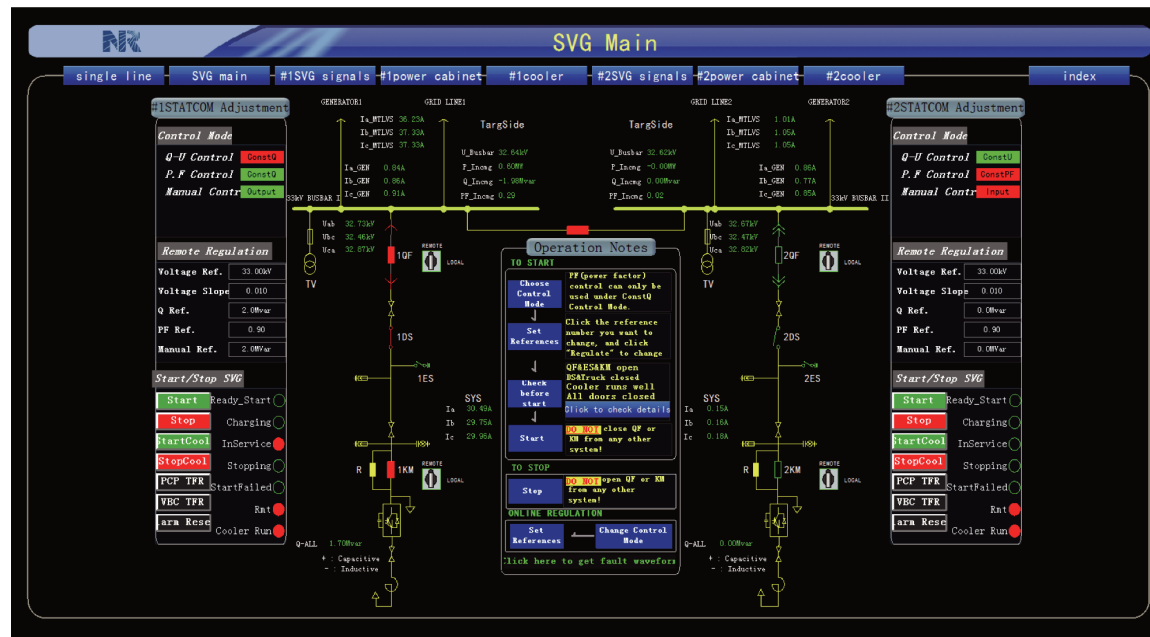 NR
SVG Main
single line
SVG main
#1SVG signals
#1power cabinet
#1cooler
#2SVG signals
#2power cabinet
#2cooler
index
#1STATCOM Adjustment
Control Mode
Q-U Control ConstQ
P.F Control ConstQ
Manual Contr Output
Remote Regulation
Voltage Ref. 33.00kV
Voltage Slope 0.010
Q Ref. 2.0Mvar
PF Ref. 0.90
Manual Ref. 2.0MVar
Start/Stop SVG
Start Ready_Start
Stop Charging
StartCool InService
StopCool Stopping
PCP TFR StartFailed
VBC TFR Rmt
arm Rese Cooler Run
GENERATOR1
GRID LINE1
Ia_MTLVS 36.23A
Ib_MTLVS 37.33A
Ic_MTLVS 37.33A
TargSide
U_Busbar 32.64kV
P_Incmg 0.60MW
Q_Incmg -1.98Mvar
PF_Incmg 0.29
Ia_GEN 0.84A
Ib_GEN 0.86A
Ic_GEN 0.91A
33kV BUSBAR I
Uab 32.73kV
Ubc 32.46kV
Uca 32.87kV
TV
1QF
REMOTE
LOCAL
1DS
1ES
SYS
Ia 30.49A
Ib 29.75A
Ic 29.96A
R
1KM
REMOTE
LOCAL
Q-ALL 1.70Mvar
+ : Capacitive
- : Inductive
Operation Notes
TO START
Choose
Control
Mode
PF(power factor)
control can only be
used under ConstQ
Control Mode.
Set
References
Click the reference
number you want to
change, and click
"Regulate" to change
Check
before
start
QF&ES&KM open
DS&Truck closed
Cooler runs well
All doors closed
Click to check details
Start
DO NOT close QF or
KM from any other
system!
TO STOP
Stop
DO NOT open QF or KM
from any other
system!
ONLINE REGULATION
Set
References
Change Control
Mode
lick here to get fault waveform
GRID LINE2
GENERATOR2
TargSide
Ia_MTLVS 1.01A
Ib_MTLVS 1.05A
Ic_MTLVS 1.05A
U_Busbar 32.62kV
P_Incmg -0.00MW
Q_Incmg 0.00Mvar
PF_Incmg 0.02
Ia_GEN 0.86A
Ib_GEN 0.77A
Ic_GEN 0.85A
33kV BUSBAR II
Uab 32.67kV
Ubc 32.47kV
Uca 32.82kV
TV
2QF
REMOTE
LOCAL
2DS
2ES
SYS
Ia 0.15A
Ib 0.16A
Ic 0.18A
R
2KM
REMOTE
LOCAL
Q-ALL 0.00Mvar
+ : Capacitive
- : Inductive
#2STATCOM Adjustment
Control Mode
Q-U Control ConstU
P.F Control ConstPF
Manual Contr Input
Remote Regulation
Voltage Ref. 33.00kV
Voltage Slope 0.010
Q Ref. 0.0Mvar
PF Ref. 0.90
Manual Ref. 0.0MVar
Start/Stop SVG
Start Ready_Start
Stop Charging
StartCool InService
StopCool Stopping
PCP TFR StartFailed
VBC TFR Rmt
arm Rese Cooler Run